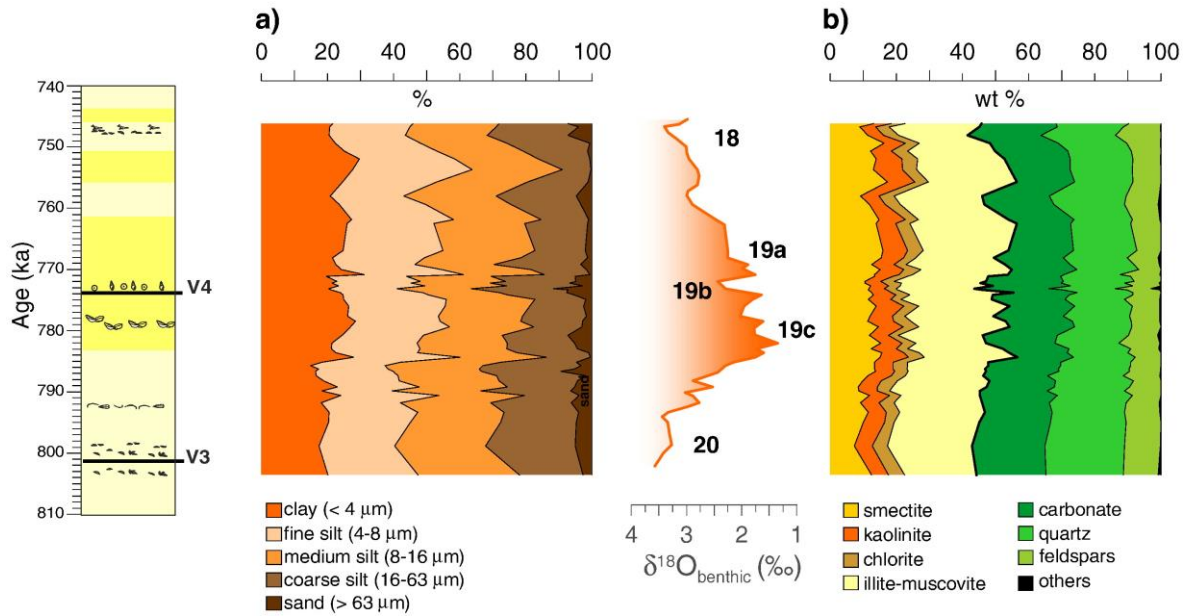 a)
b)
0 20 40 60 80 100
0 20 40 60 80 100
%
wt %
740
750
760
770
780
790
800
810
Age (ka)
V4
V3
sand
18
19a
19b
19c
20
4 3 2 1
δ¹⁸O benthic (‰)
clay (< 4 μm)
fine silt (4-8 μm)
medium silt (8-16 μm)
coarse silt (16-63 μm)
sand (> 63 μm)
smectite
kaolinite
chlorite
illite-muscovite
carbonate
quartz
feldspars
others